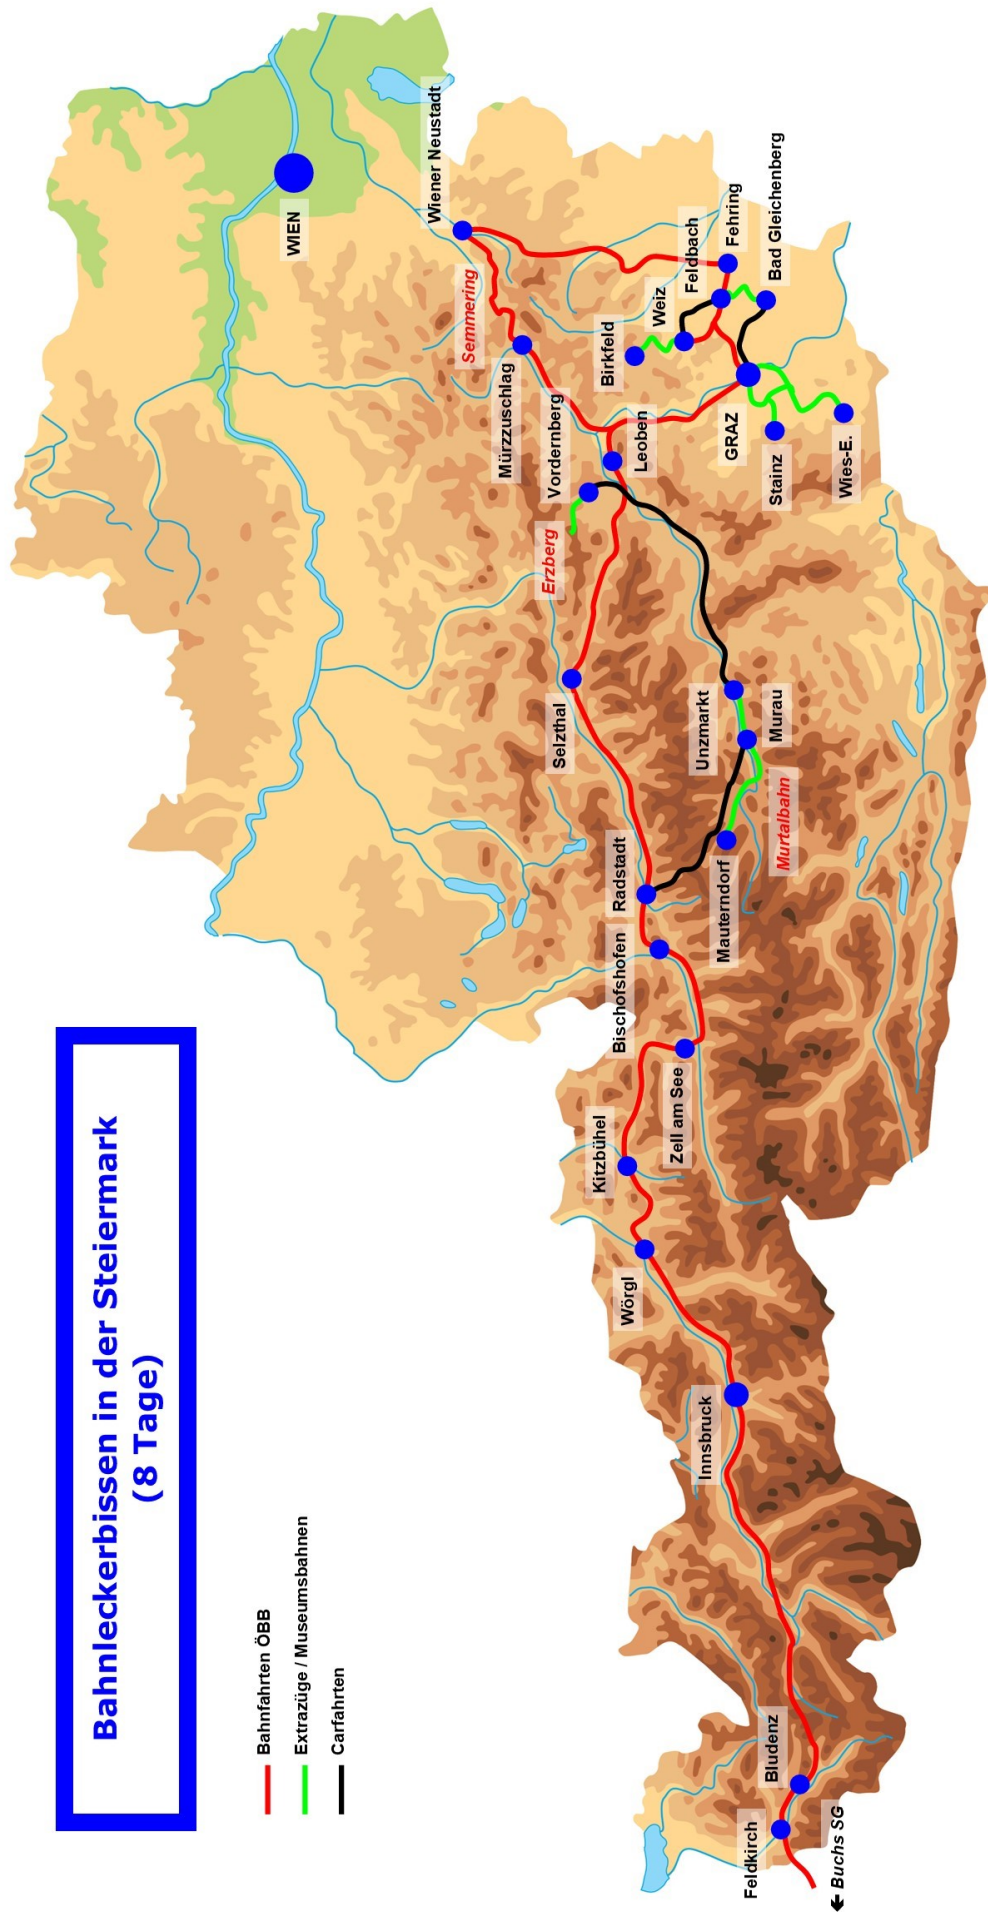 Bahnleckerbissen in der Steiermark
(8 Tage)
Bahnfahrten ÖBB
Extrazüge / Museumsbahnen
Carfahrten
WIEN
Wiener Neustadt
Semmering
Mürzzuschlag
Vordernberg
Erzberg
Leoben
Selzthal
Birkfeld
Weiz
Feldbach
Fehring
Bad Gleichenberg
GRAZ
Stainz
Wies-E.
Unzmarkt
Murau
Murtalbahn
Mauterndorf
Radstadt
Bischofshofen
Zell am See
Kitzbühel
Wörgl
Innsbruck
Bludenz
Feldkirch
← Buchs SG